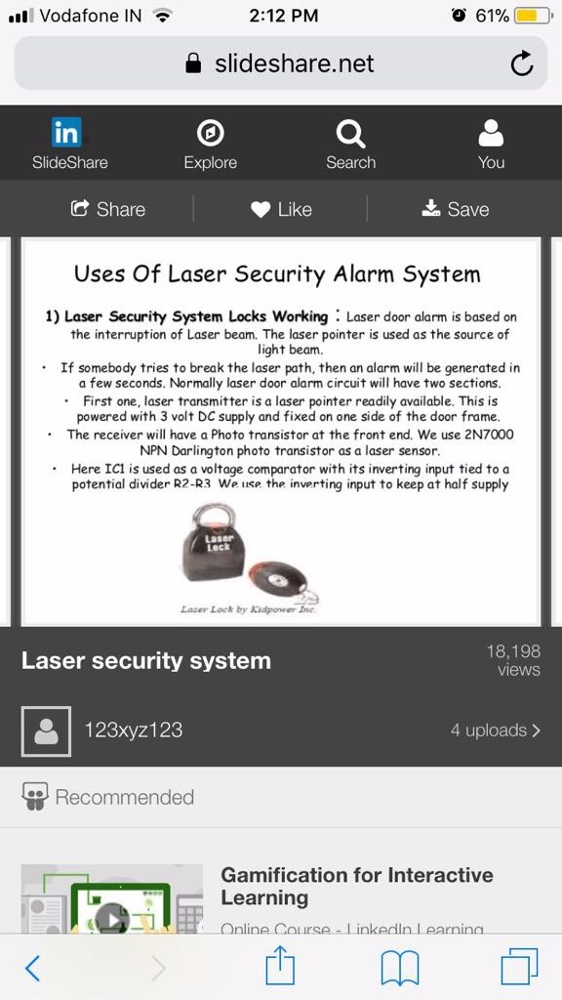 Vodafone IN
2:12 PM
61%
slideshare.net
in
SlideShare
Explore
Search
You
Share
Like
Save
Uses Of Laser Security Alarm System
1) Laser Security System Locks Working : Laser door alarm is based on
the interruption of Laser beam. The laser pointer is used as the source of
light beam.
• If somebody tries to break the laser path, then an alarm will be generated in
a few seconds. Normally laser door alarm circuit will have two sections.
• First one, laser transmitter is a laser pointer readily available. This is
powered with 3 volt DC supply and fixed on one side of the door frame.
• The receiver will have a Photo transistor at the front end. We use 2N7000
NPN Darlington photo transistor as a laser sensor.
• Here IC1 is used as a voltage comparator with its inverting input tied to a
potential divider R2-R3. We use the inverting input to keep at half supply
Laser
Lock
Lazer Lock by Kidpower Inc.
Laser security system
18,198
views
123xyz123
4 uploads
Recommended
Gamification for Interactive
Learning
Online Course - LinkedIn Learning